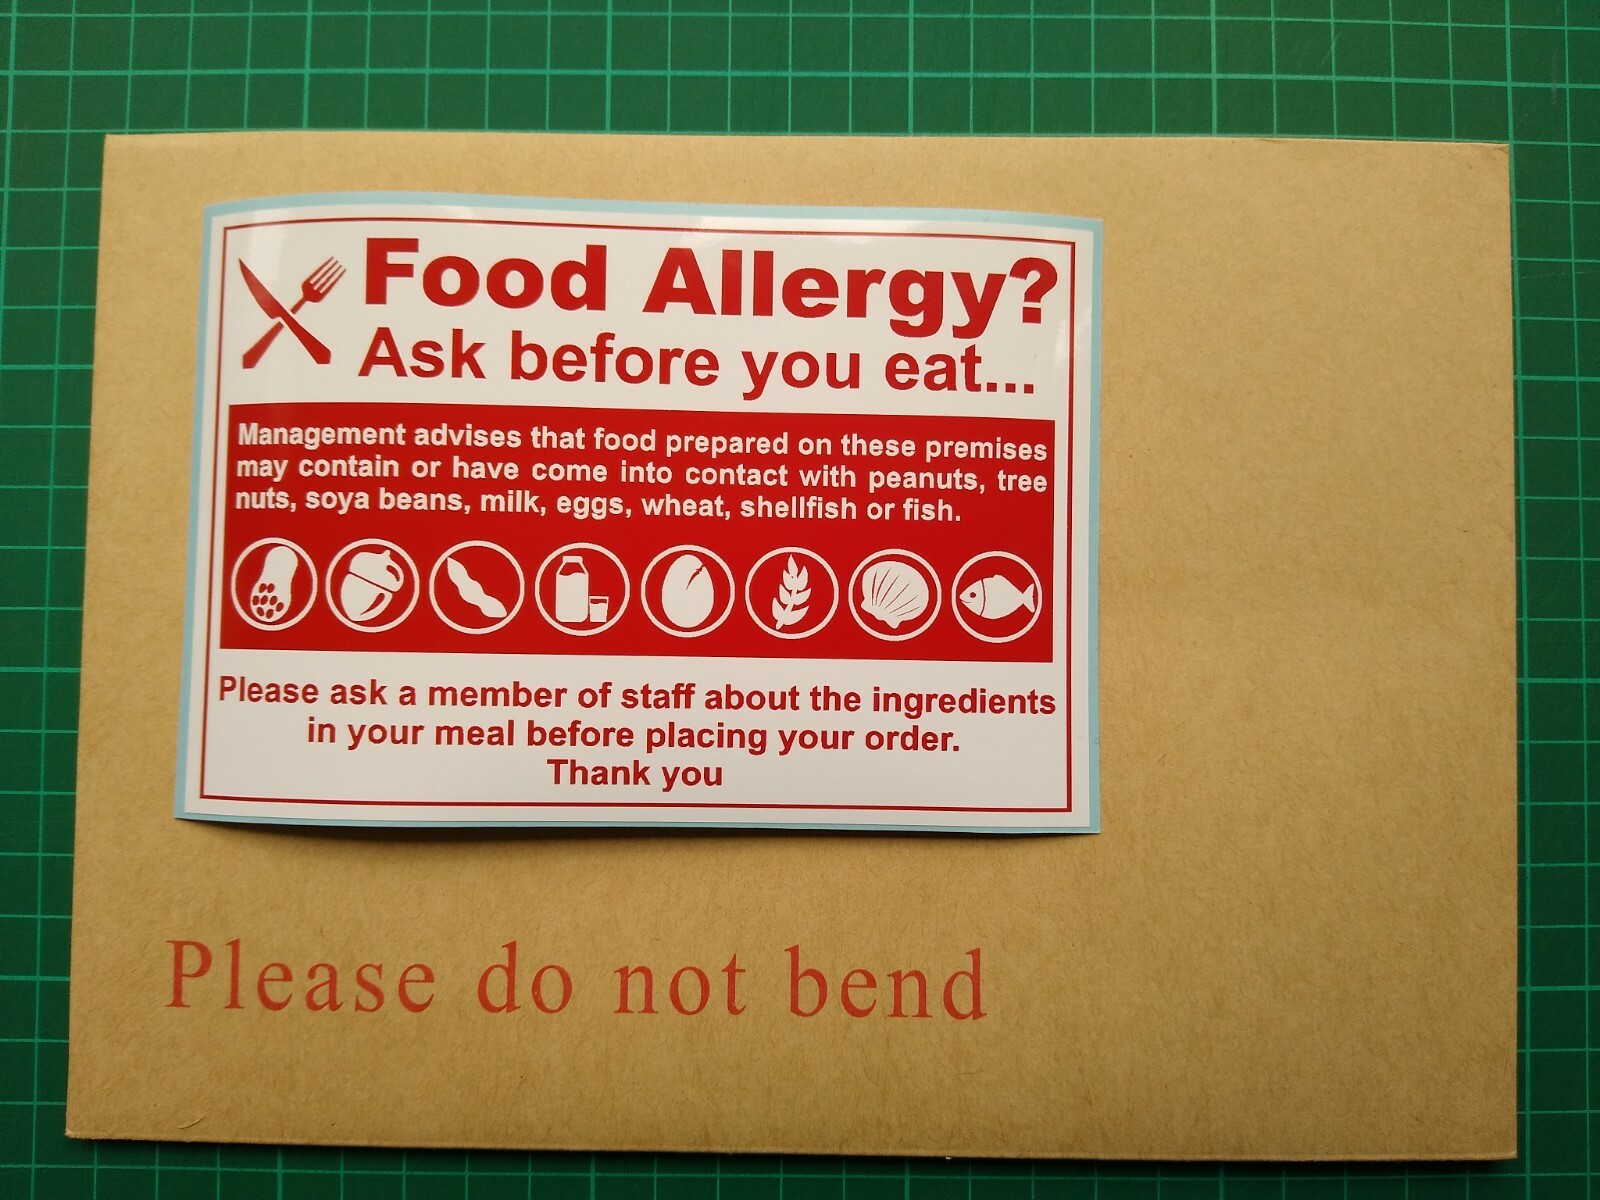 Food Allergy?
Ask before you eat...
Management advises that food prepared on these premises
may contain or have come into contact with peanuts, tree
nuts, soya beans, milk, eggs, wheat, shellfish or fish.
Please ask a member of staff about the ingredients
in your meal before placing your order.
Thank you
Please do not bend